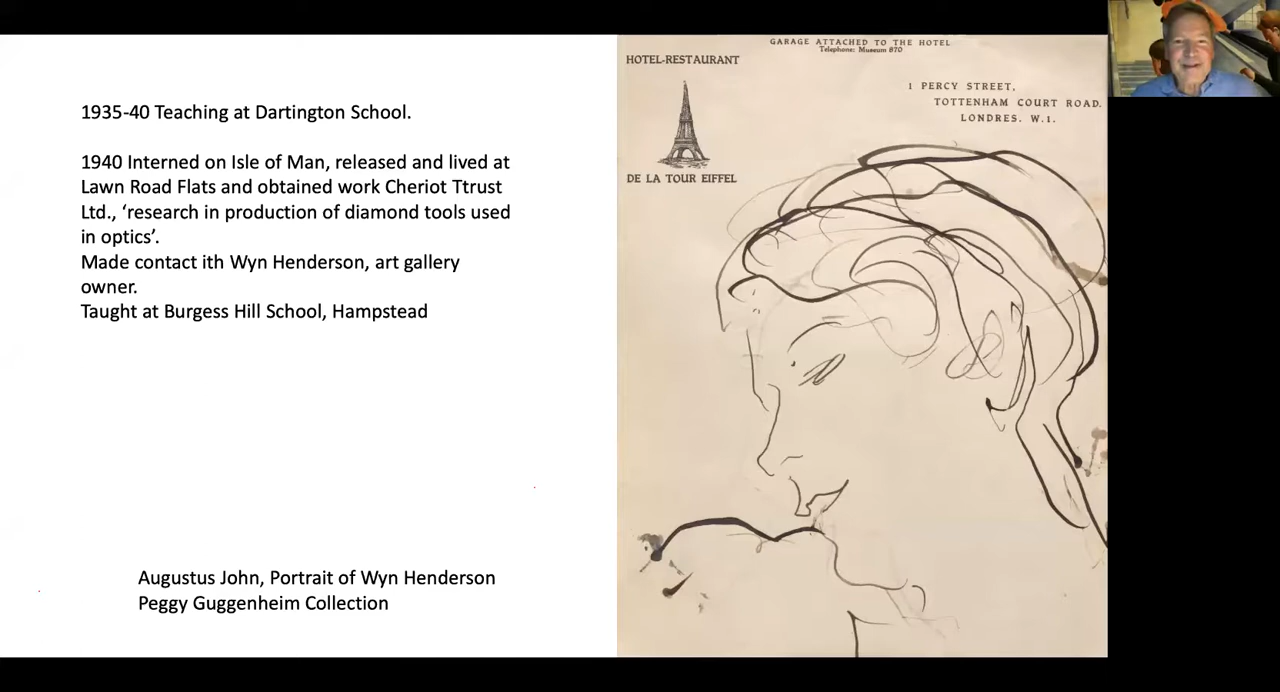 1935-40 Teaching at Dartington School.
1940 Interned on Isle of Man, released and lived at
Lawn Road Flats and obtained work Cheriot Ttrust
Ltd., ‘research in production of diamond tools used
in optics’.
Made contact ith Wyn Henderson, art gallery
owner.
Taught at Burgess Hill School, Hampstead
Augustus John, Portrait of Wyn Henderson
Peggy Guggenheim Collection
GARAGE ATTACHED TO THE HOTEL
Telephone: Museum 870
HOTEL-RESTAURANT
DE LA TOUR EIFFEL
1 PERCY STREET,
TOTTENHAM COURT ROAD.
LONDRES. W.1.